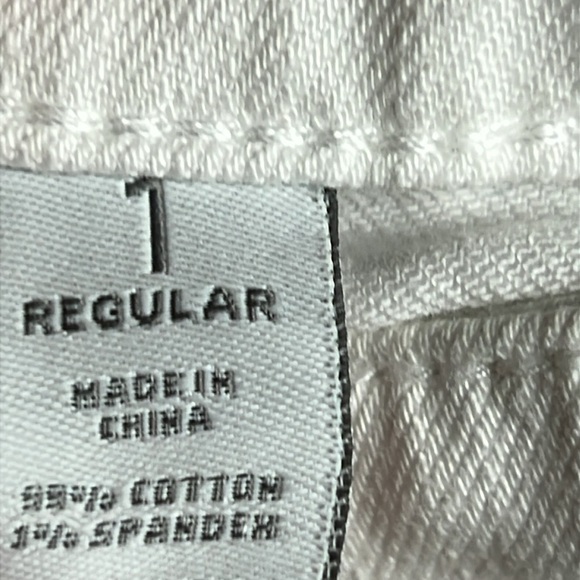 1
REGULAR
MADE IN
CHINA
99% COTTON
1% SPANDEX